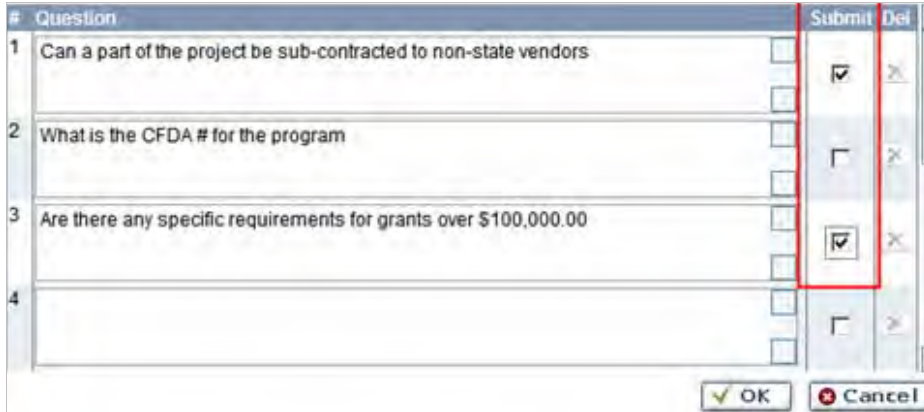 # Question Submit Del
1 Can a part of the project be sub-contracted to non-state vendors
2 What is the CFDA # for the program
3 Are there any specific requirements for grants over $100,000.00
4
OK Cancel